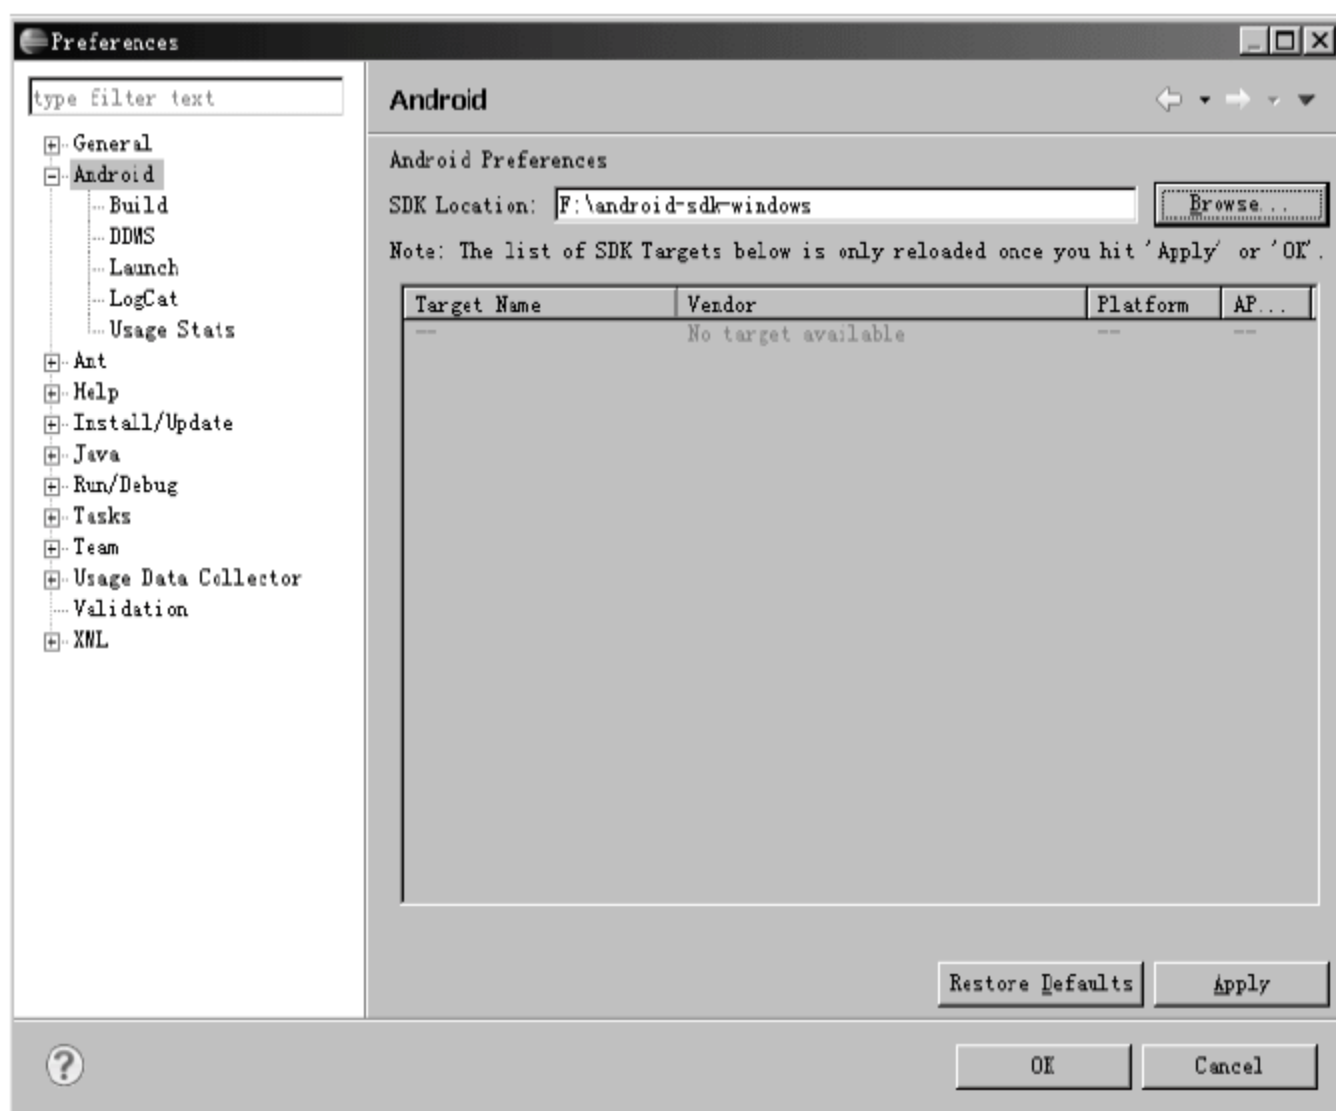 Preferences
type filter text
General
Android
Build
DDMS
Launch
LogCat
Usage Stats
Ant
Help
Install/Update
Java
Run/Debug
Tasks
Team
Usage Data Collector
Validation
XML
Android
Android Preferences
SDK Location: F:\android-sdk-windows Browse...
Note: The list of SDK Targets below is only reloaded once you hit 'Apply' or 'OK'.
Target Name Vendor Platform AP...
-- No target available -- --
Restore Defaults Apply
? OK Cancel